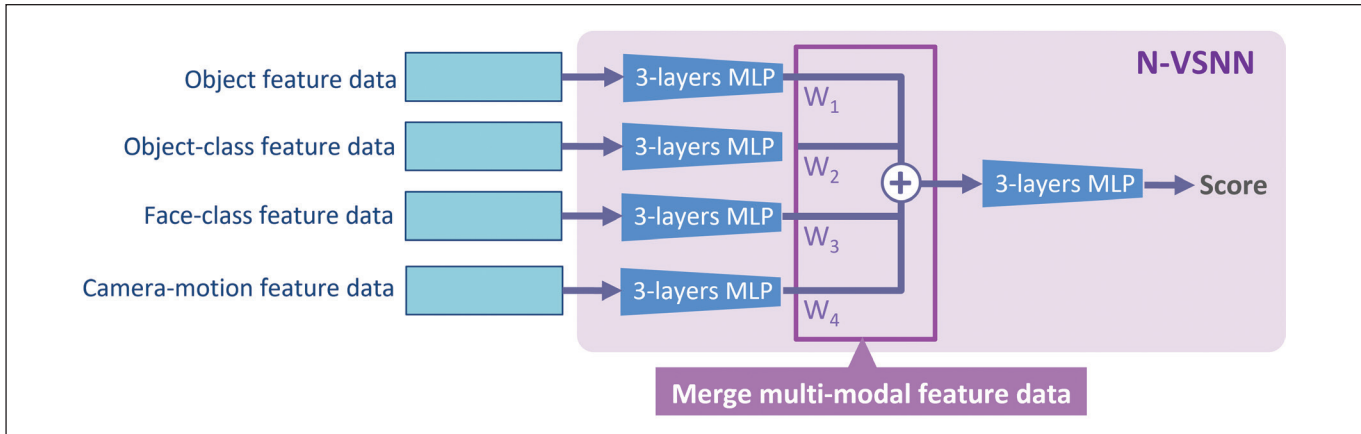 N-VSNN
Object feature data
3-layers MLP
W1
Object-class feature data
3-layers MLP
W2
+
3-layers MLP
Score
Face-class feature data
3-layers MLP
W3
Camera-motion feature data
3-layers MLP
W4
Merge multi-modal feature data